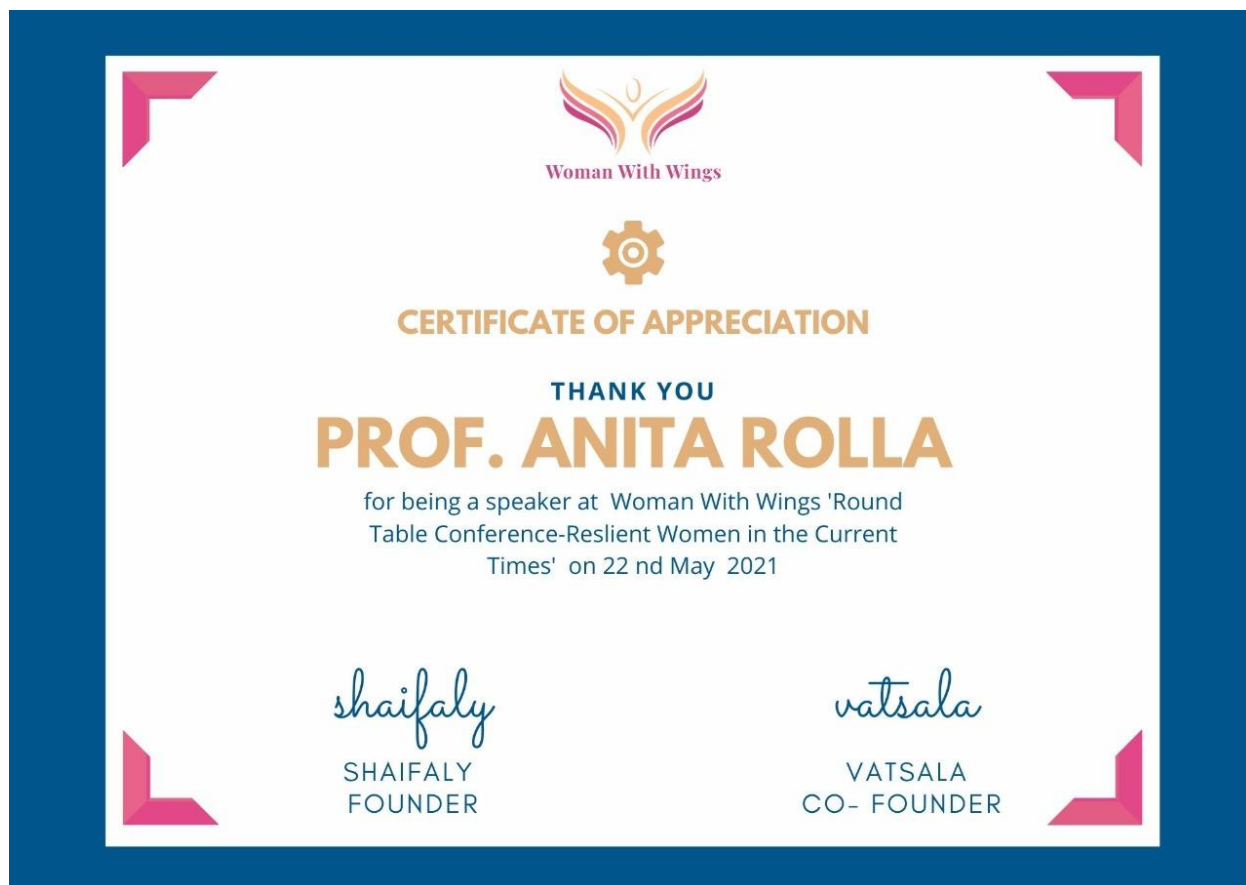 Woman With Wings
CERTIFICATE OF APPRECIATION
THANK YOU
PROF. ANITA ROLLA
for being a speaker at Woman With Wings 'Round
Table Conference-Reslient Women in the Current
Times' on 22 nd May 2021
shaifaly
vatsala
SHAIFALY
FOUNDER
VATSALA
CO- FOUNDER